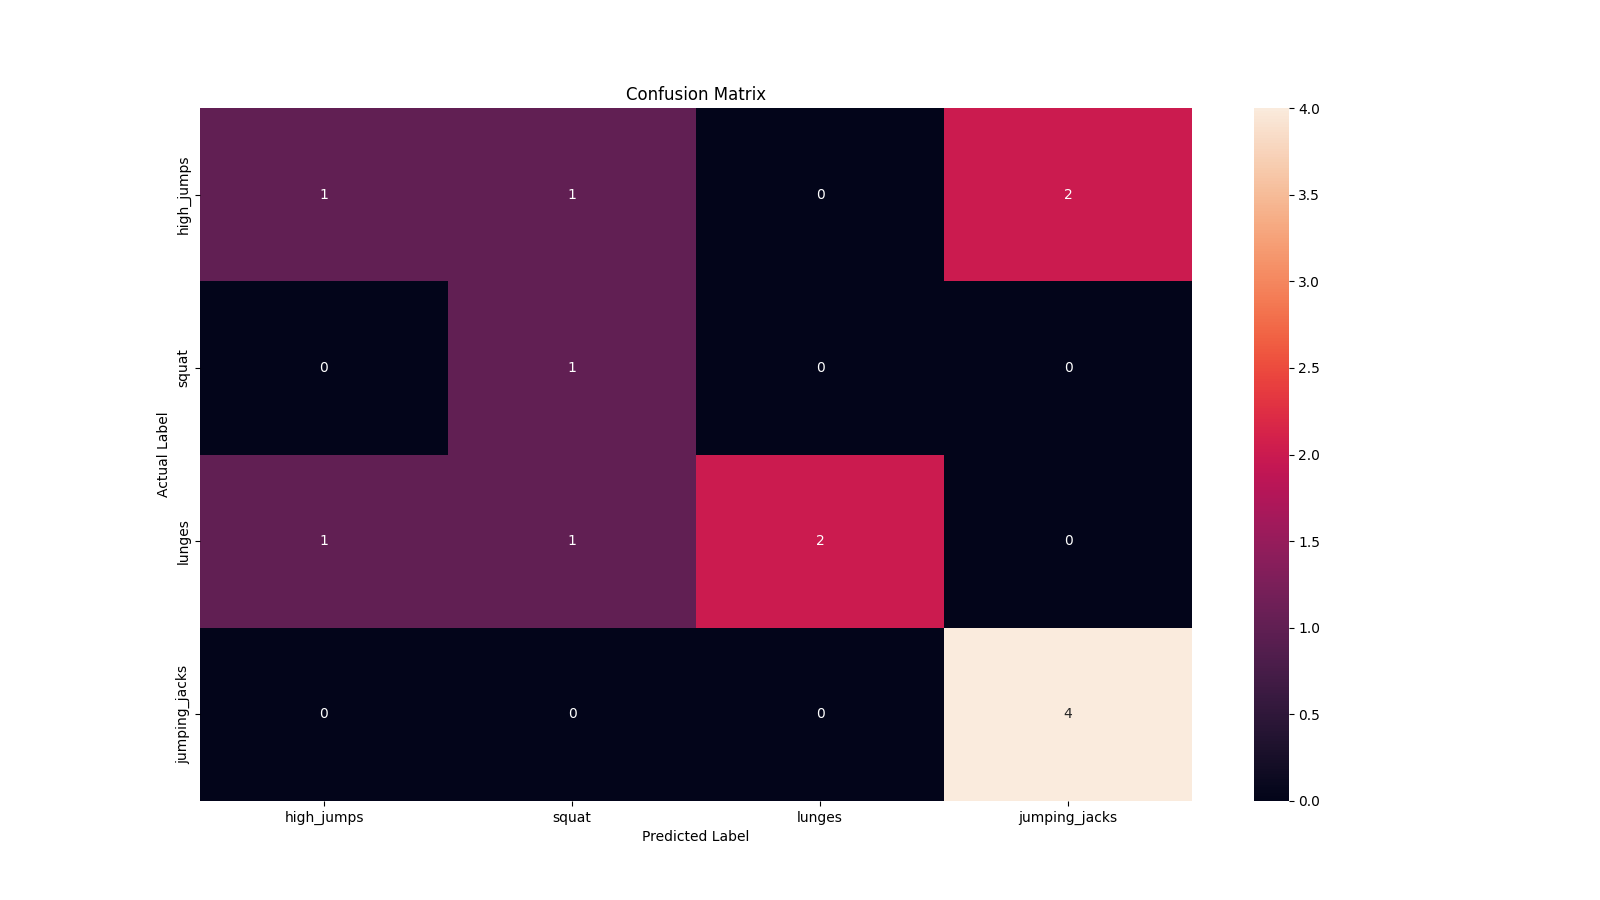 Confusion Matrix
high_jumps
1 1 0 2
squat
0 1 0 0
lunges
1 1 2 0
jumping_jacks
0 0 0 4
Actual Label
high_jumps squat lunges jumping_jacks
Predicted Label
4.0
3.5
3.0
2.5
2.0
1.5
1.0
0.5
0.0